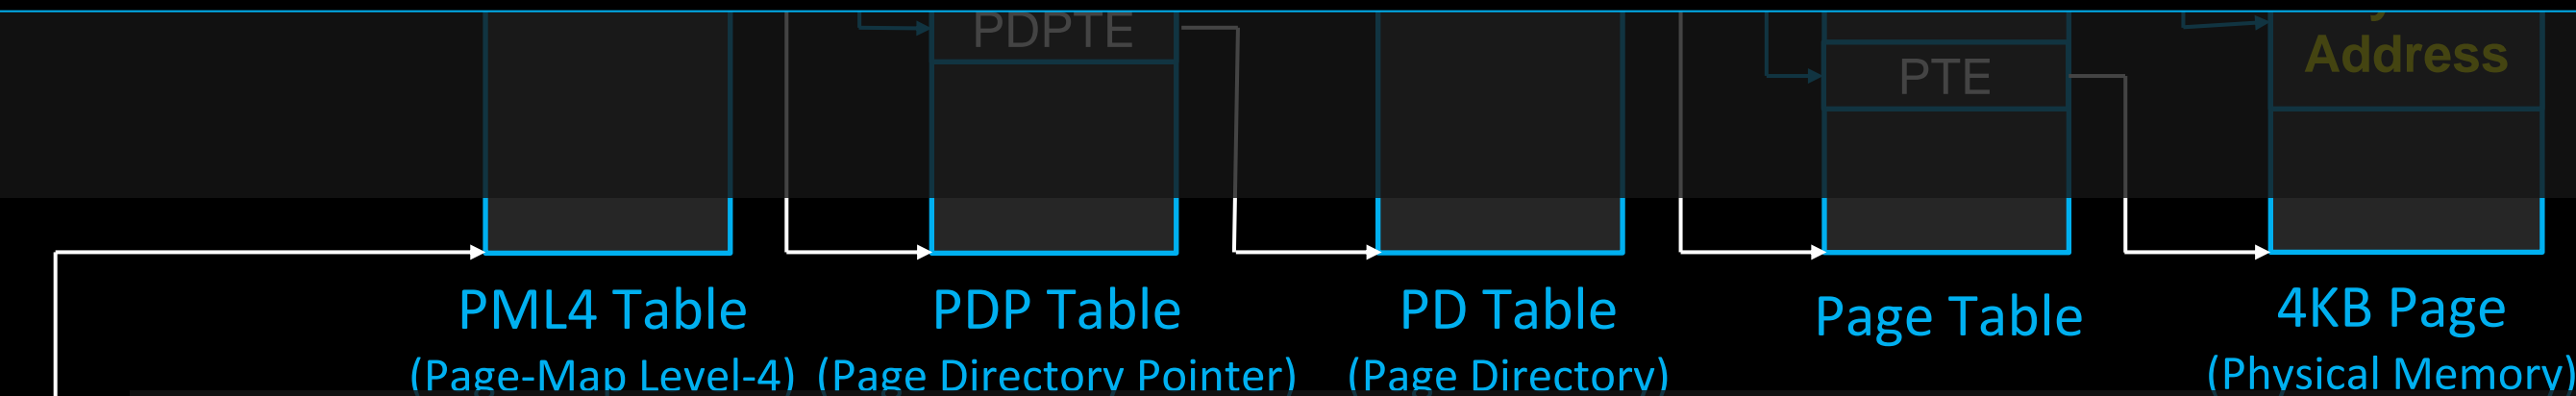 PDPTE
PTE
Address
PML4 Table
PDP Table
PD Table
Page Table
4KB Page
(Page-Map Level-4)
(Page Directory Pointer)
(Page Directory)
(Physical Memory)